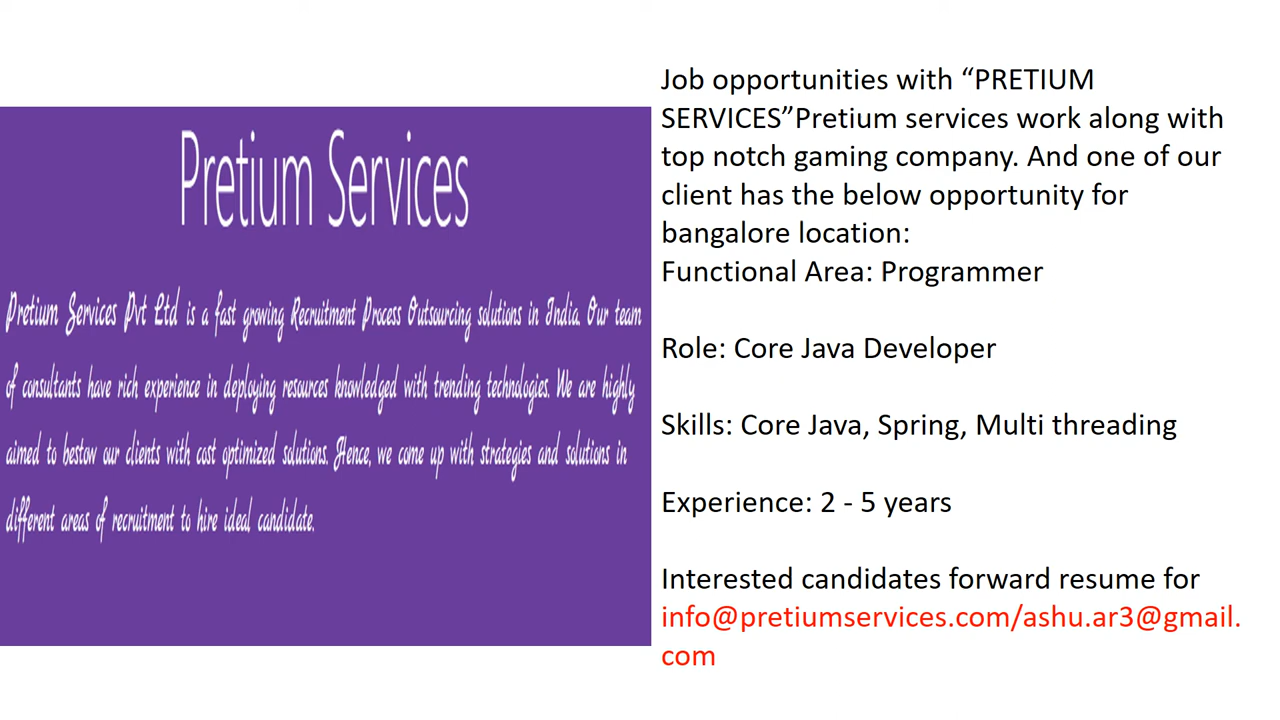 Pretium Services
Pretium Services Pvt Ltd is a fast growing Recruitment Process Outsourcing solutions in India. Our team
of consultants have rich experience in deploying resources knowledged with trending technologies. We are highly
aimed to bestow our clients with cost optimized solutions. Hence, we come up with strategies and solutions in
different areas of recruitment to hire ideal candidate.
Job opportunities with “PRETIUM
SERVICES”Pretium services work along with
top notch gaming company. And one of our
client has the below opportunity for
bangalore location:
Functional Area: Programmer
Role: Core Java Developer
Skills: Core Java, Spring, Multi threading
Experience: 2 - 5 years
Interested candidates forward resume for
info@pretiumservices.com/ashu.ar3@gmail.
com